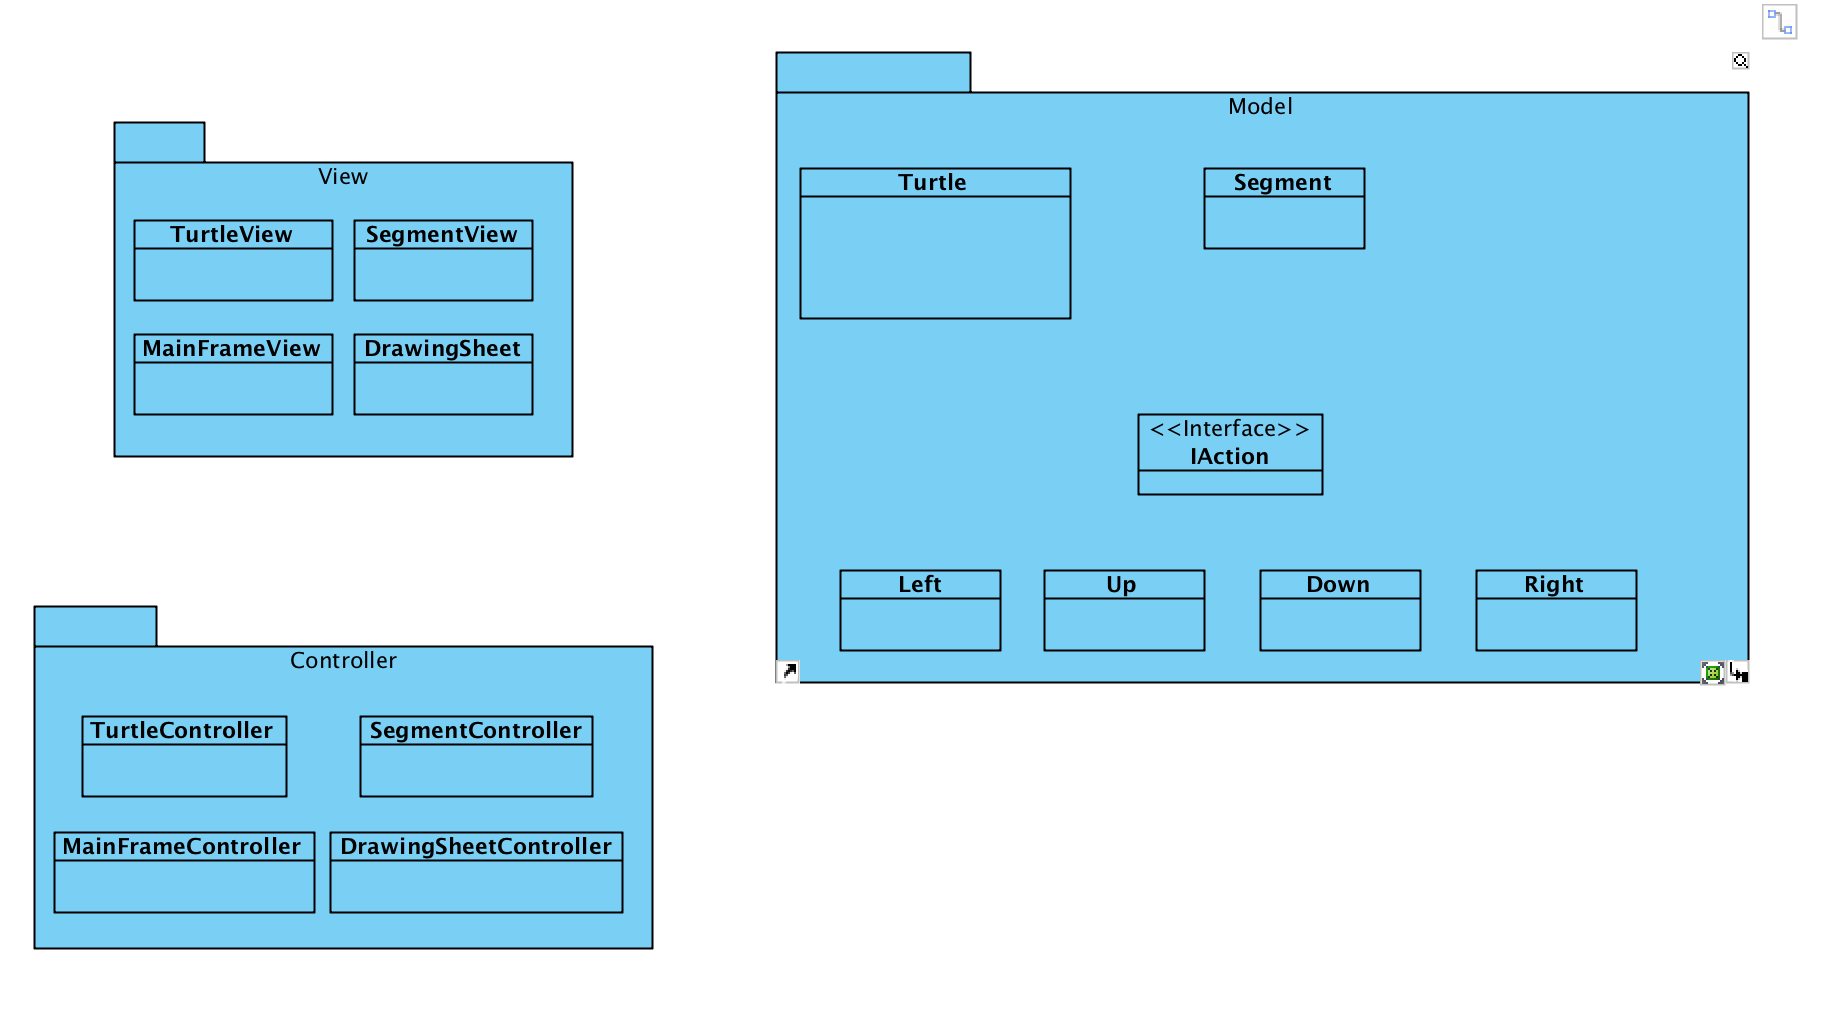 View
TurtleView
SegmentView
MainFrameView
DrawingSheet
Controller
TurtleController
SegmentController
MainFrameController
DrawingSheetController
Model
Turtle
Segment
<<Interface>>
IAction
Left
Up
Down
Right